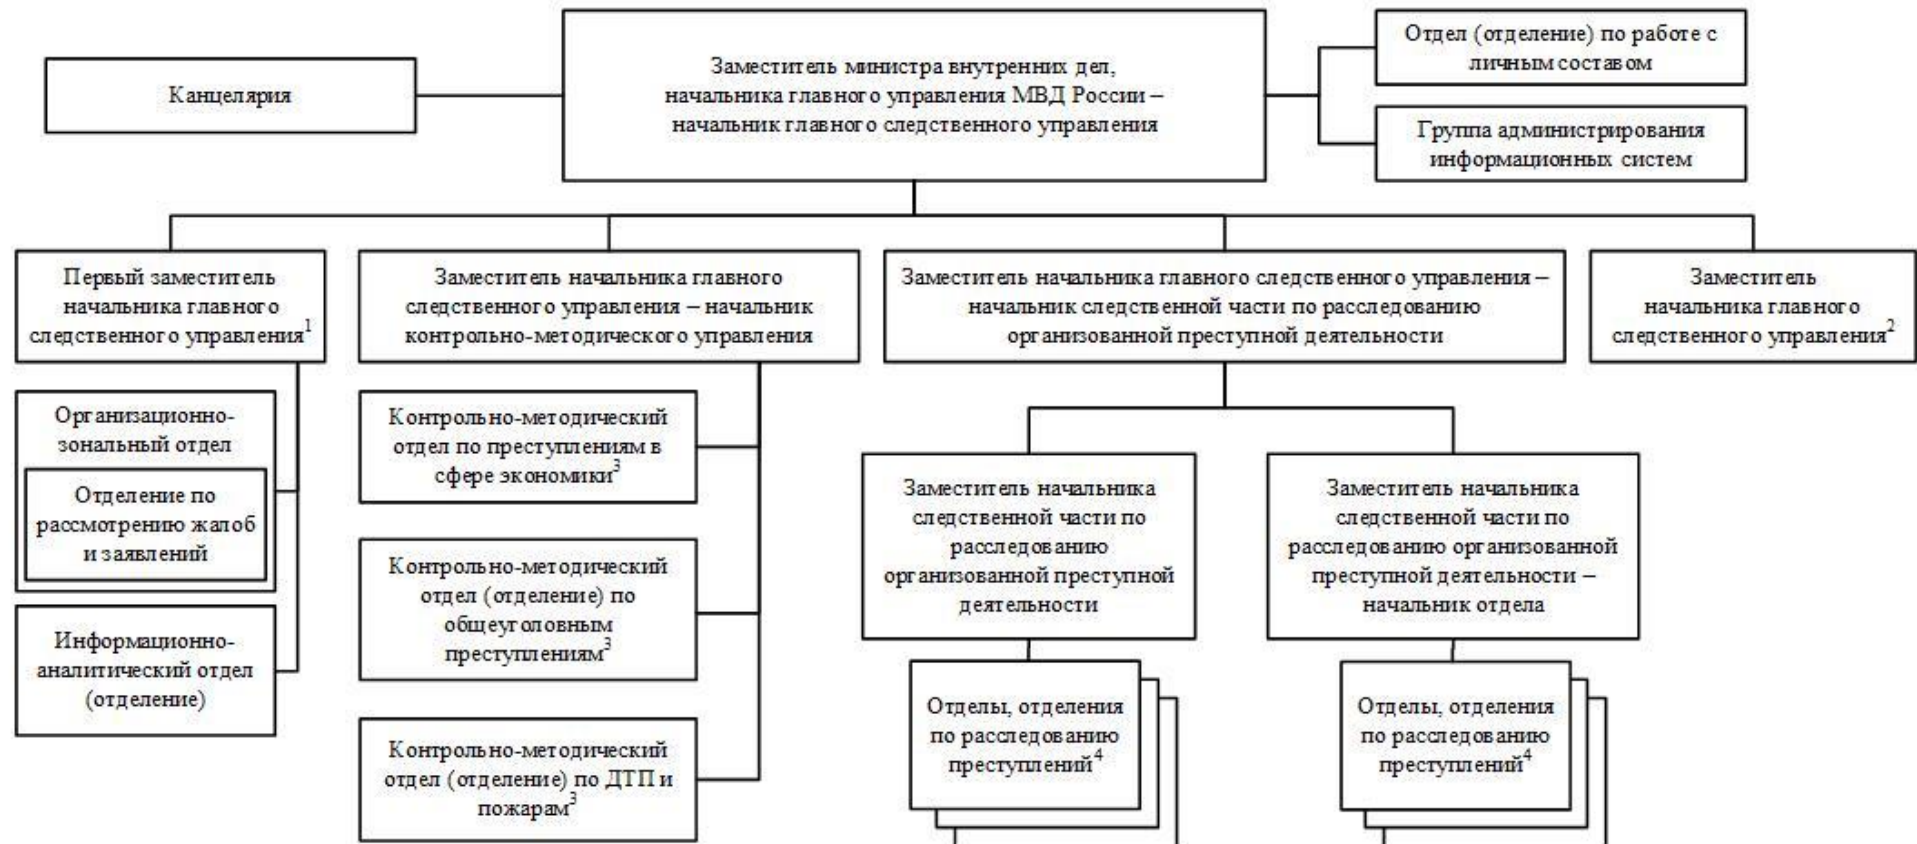 Канцелярия
Заместитель министра внутренних дел,
начальника главного управления МВД России –
начальник главного следственного управления
Отдел (отделение) по работе с
личным составом
Группа администрирования
информационных систем
Первый заместитель
начальника главного
следственного управления¹
Заместитель начальника главного
следственного управления – начальник
контрольно-методического управления
Заместитель начальника главного следственного управления –
начальник следственной части по расследованию
организованной преступной деятельности
Заместитель
начальника главного
следственного управления²
Организационно-
зональный отдел
Отделение по
рассмотрению жалоб
и заявлений
Информационно-
аналитический отдел
(отделение)
Контрольно-методический
отдел по преступлениям в
сфере экономики³
Контрольно-методический
отдел (отделение) по
общеуголовным
преступлениям³
Контрольно-методический
отдел (отделение) по ДТП и
пожарам³
Заместитель начальника
следственной части по
расследованию
организованной преступной
деятельности
Заместитель начальника
следственной части по
расследованию организованной
преступной деятельности –
начальник отдела
Отделы, отделения
по расследованию
преступлений⁴
Отделы, отделения
по расследованию
преступлений⁴